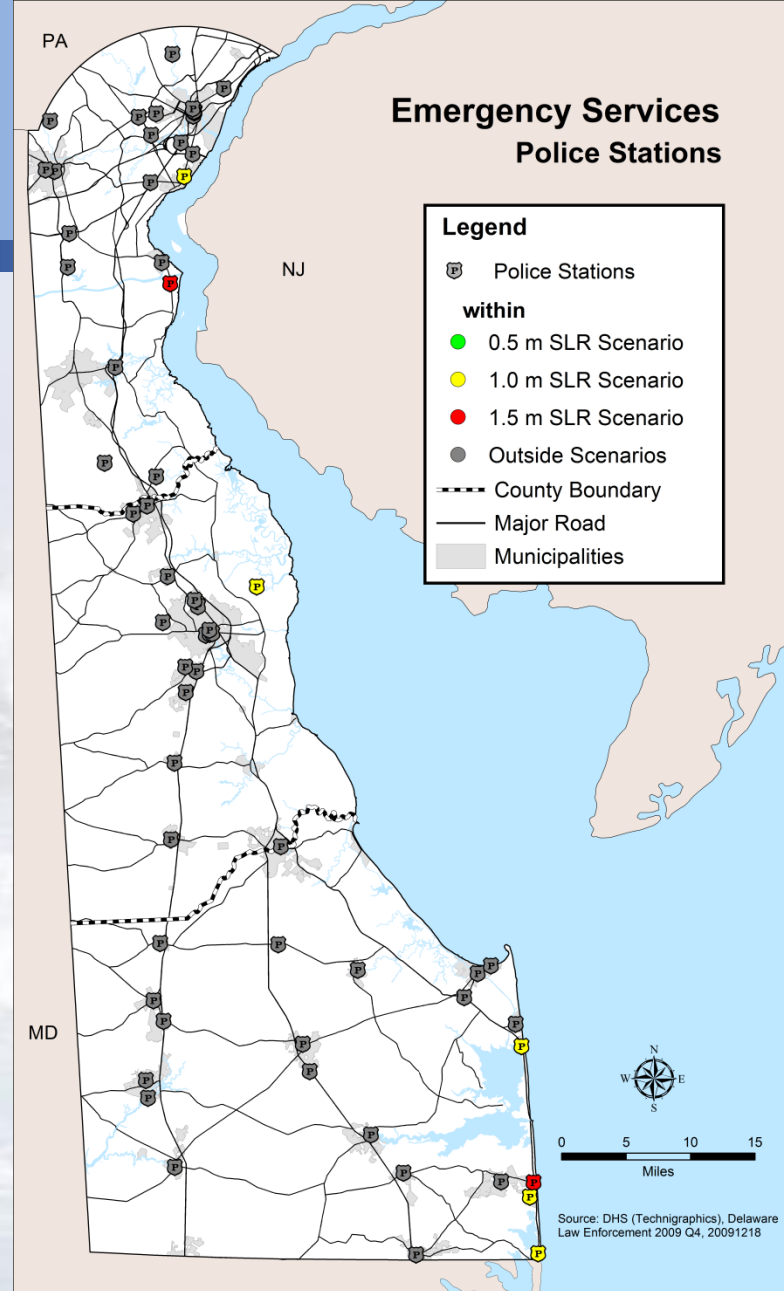 PA
Emergency Services
Police Stations
Legend
P Police Stations
within
0.5 m SLR Scenario
1.0 m SLR Scenario
1.5 m SLR Scenario
Outside Scenarios
County Boundary
Major Road
Municipalities
NJ
MD
N
W E
S
0 5 10 15
Miles
Source: DHS (Technigraphics), Delaware
Law Enforcement 2009 Q4, 20091218